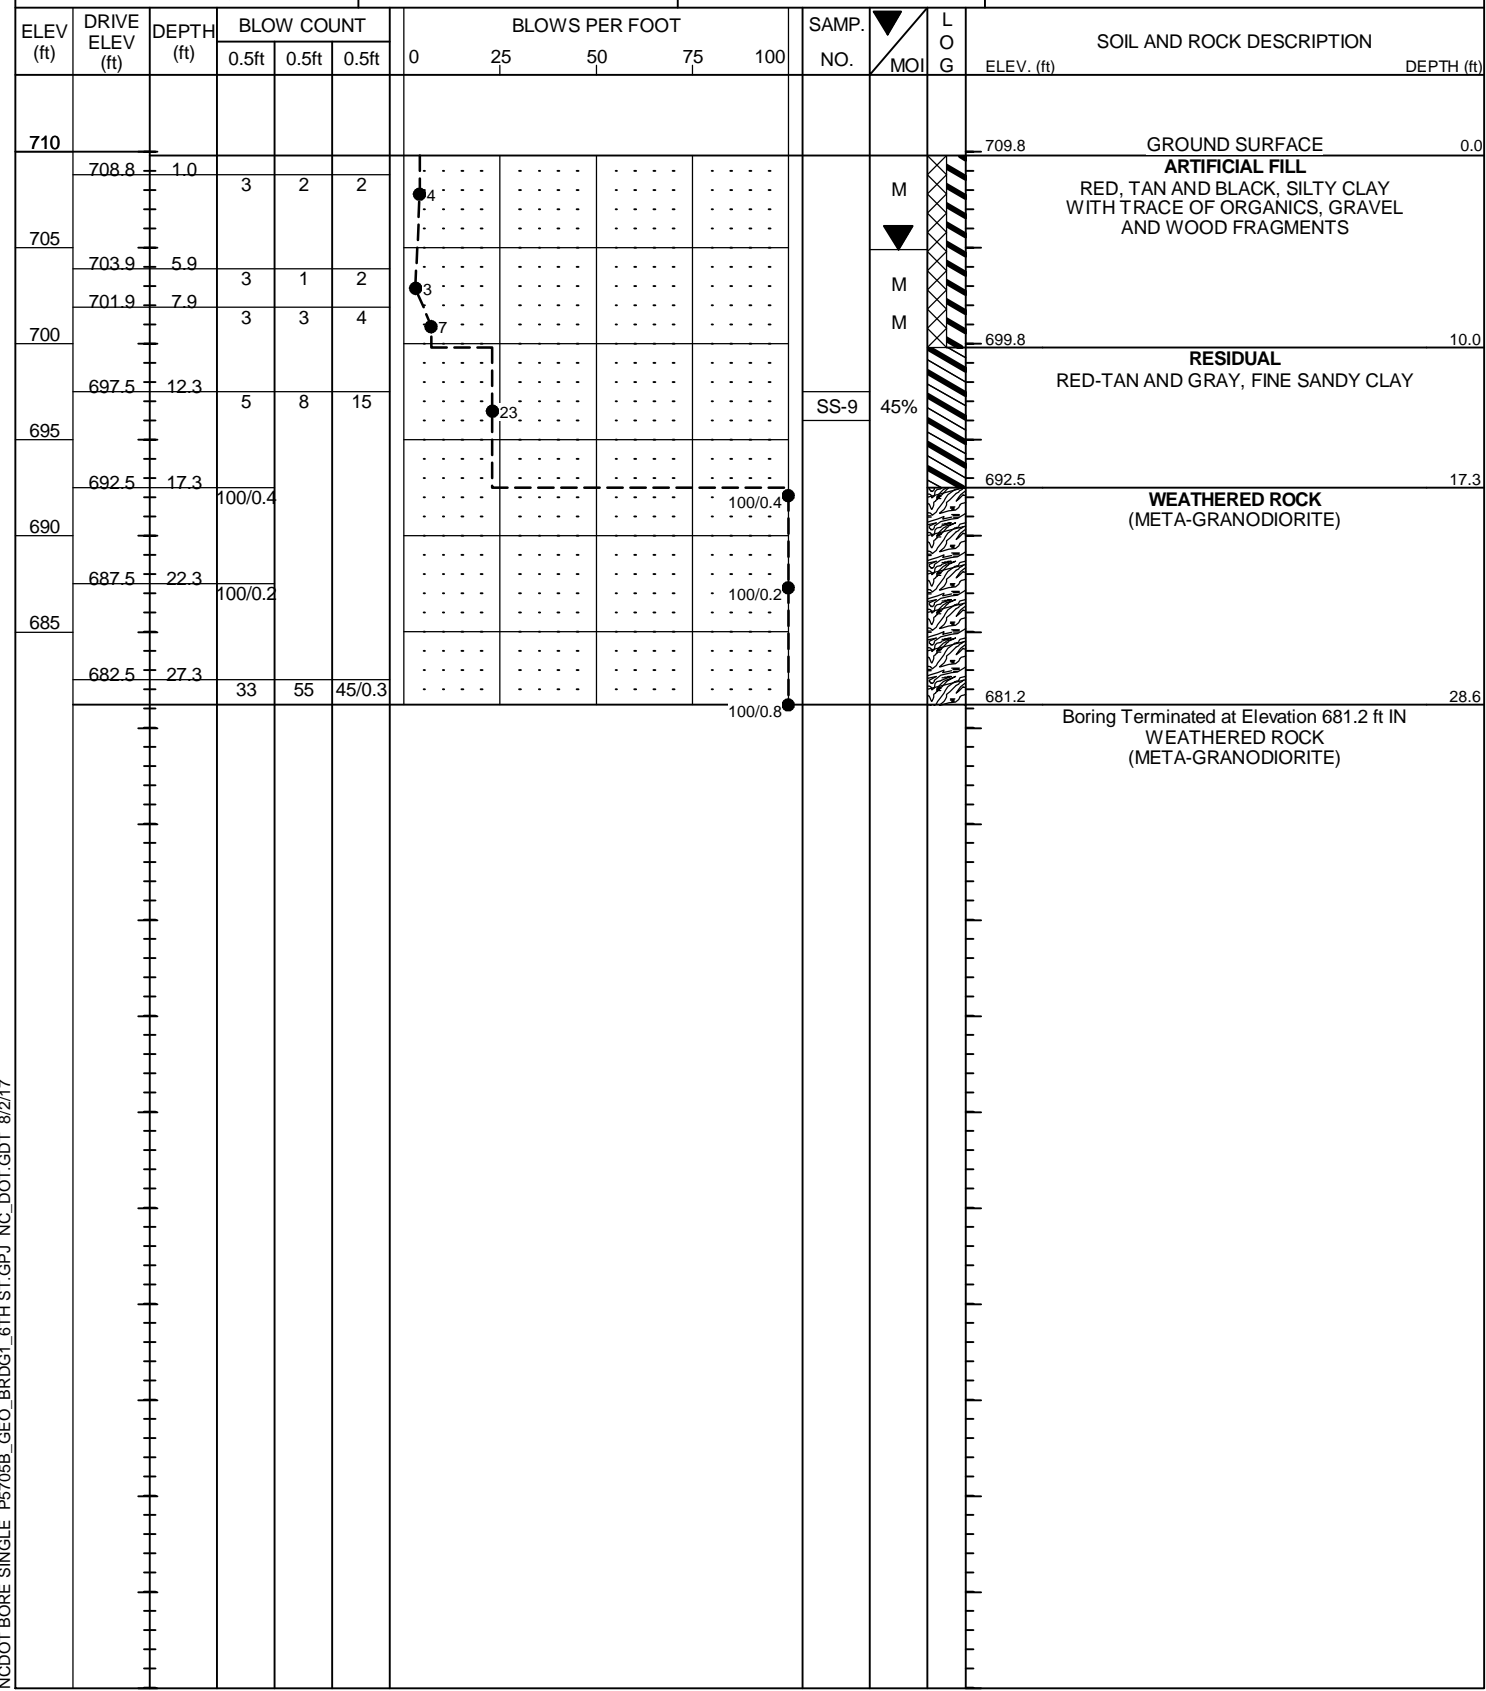 ELEV (ft) DRIVE ELEV (ft) DEPTH (ft) BLOW COUNT BLOWS PER FOOT SAMP. NO. MOI LOG SOIL AND ROCK DESCRIPTION
0.5ft 0.5ft 0.5ft 0 25 50 75 100 ELEV. (ft) DEPTH (ft)
710 709.8 GROUND SURFACE 0.0
708.8 1.0 ARTIFICIAL FILL
3 2 2 4 M RED, TAN AND BLACK, SILTY CLAY
WITH TRACE OF ORGANICS, GRAVEL
AND WOOD FRAGMENTS
705
703.9 5.9
3 1 2 3 M
701.9 7.9
3 3 4 7 M
700 699.8 10.0
RESIDUAL
697.5 12.3 RED-TAN AND GRAY, FINE SANDY CLAY
5 8 15 23 SS-9 45%
695
692.5 17.3 692.5 17.3
100/0.4 100/0.4 WEATHERED ROCK
(META-GRANODIORITE)
690
687.5 22.3
100/0.2 100/0.2
685
682.5 27.3
33 55 45/0.3 681.2 28.6
100/0.8 Boring Terminated at Elevation 681.2 ft IN
WEATHERED ROCK
(META-GRANODIORITE)
NCDOT BORE SINGLE P5705B_GEO_BRDG1_6TH ST.GPJ NC_DOT.GDT 8/2/17